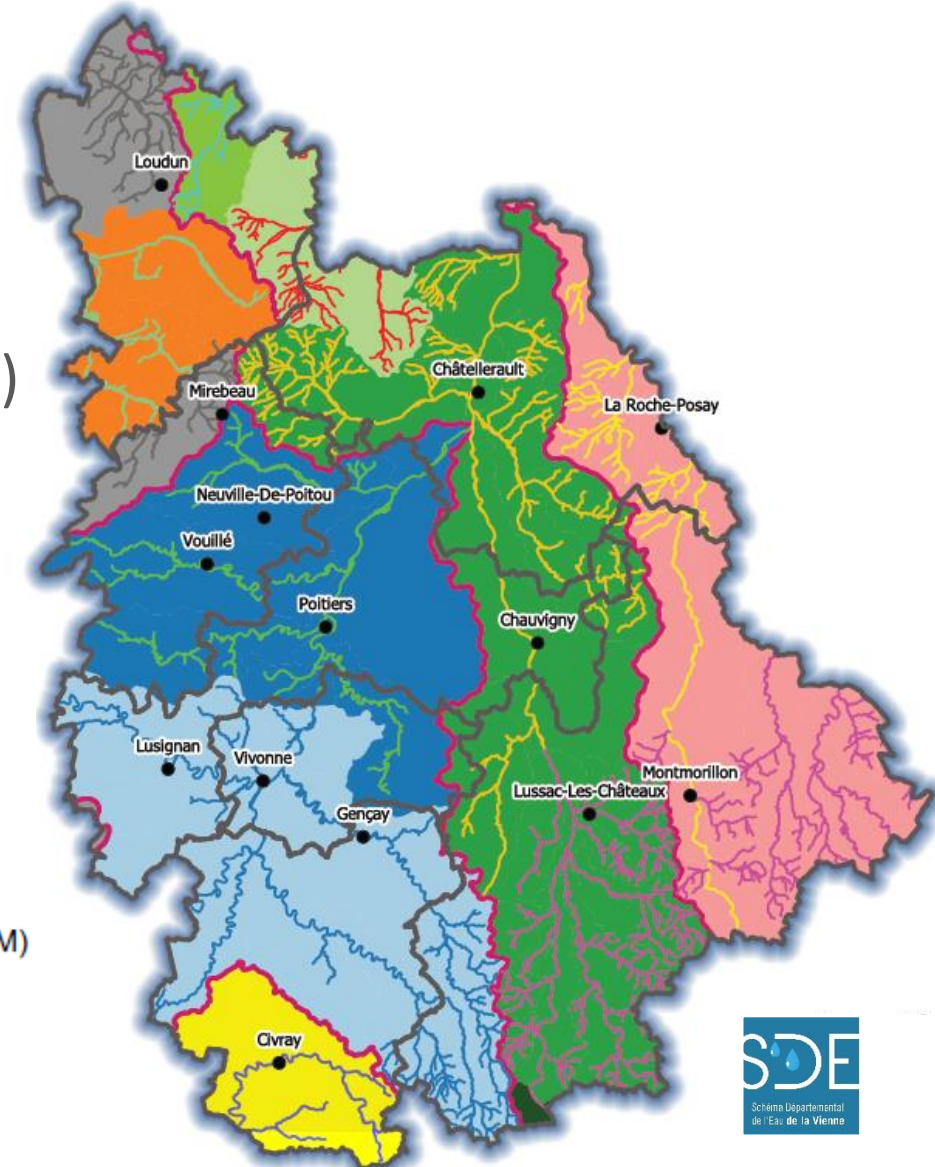 Loudun
)
Châtellerault
Mirebeau
La Roche-Posay
Neuville-De-Poitou
Vouillé
Poitiers
Chauvigny
Lusignan
Vivonne
Montmorillon
Lussac-Les-Châteaux
Gençay
M)
Civray
SDE
Schéma Départemental
de l'Eau de la Vienne